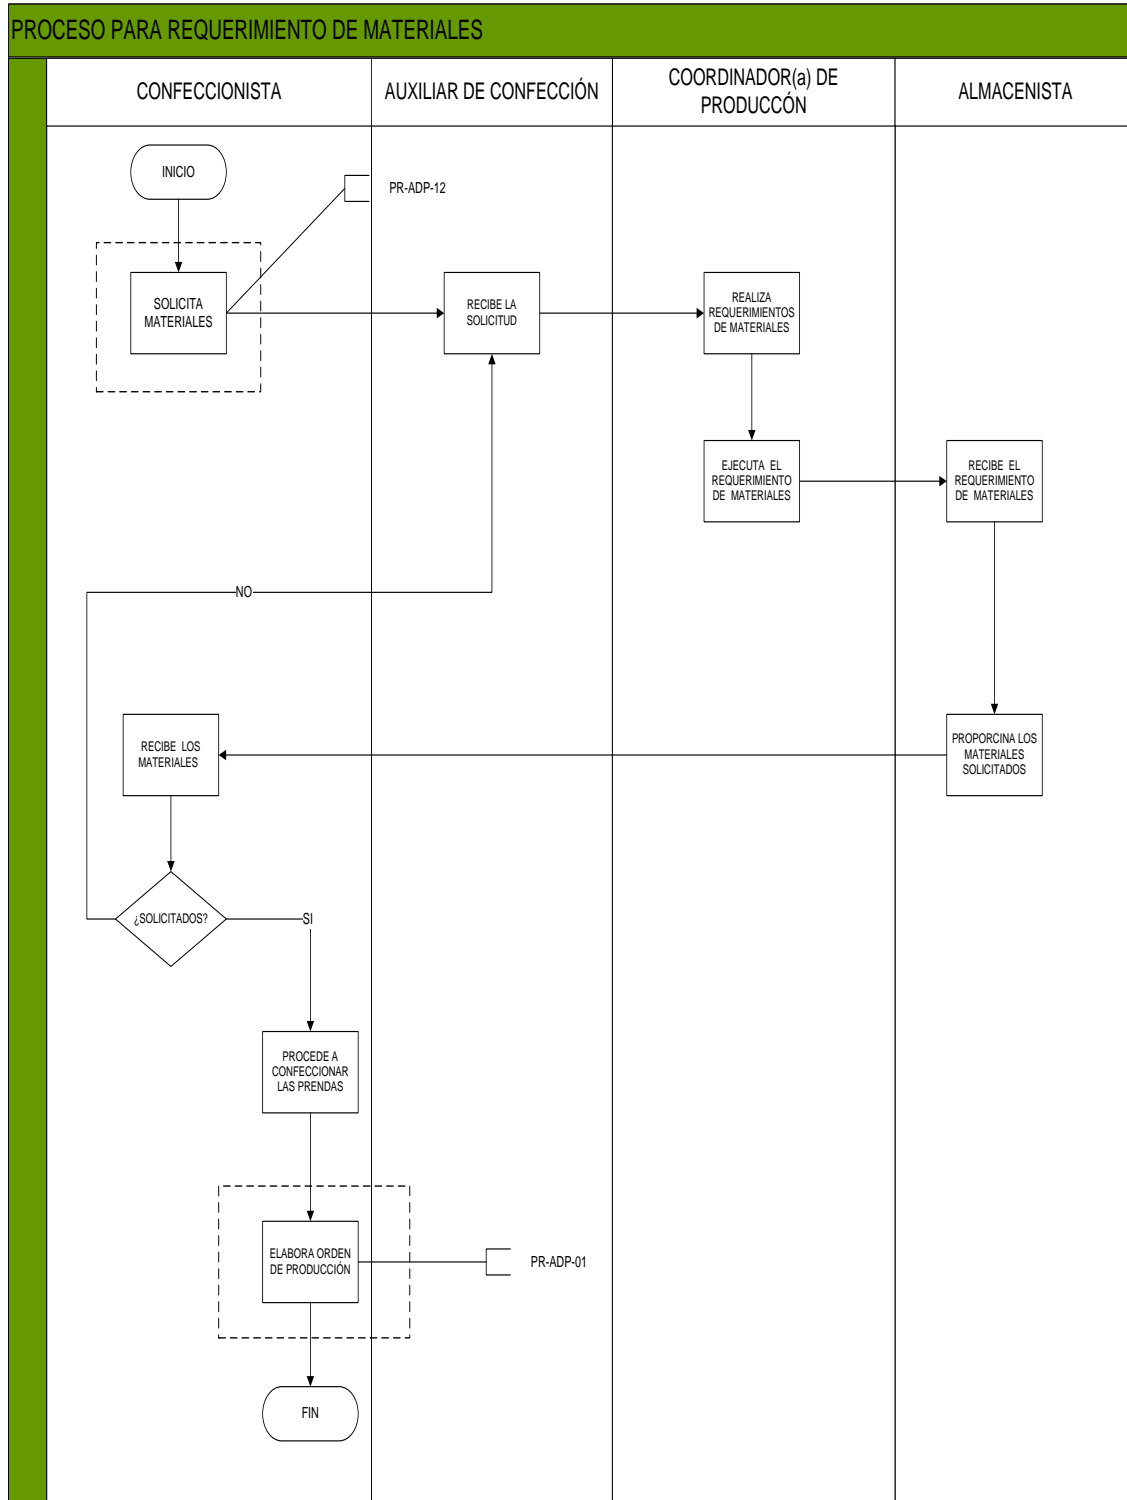 PROCESO PARA REQUERIMIENTO DE MATERIALES
CONFECCIONISTA
AUXILIAR DE CONFECCIÓN
COORDINADOR(a) DE
PRODUCCÓN
ALMACENISTA
INICIO
PR-ADP-12
SOLICITA
MATERIALES
RECIBE LA
SOLICITUD
REALIZA
REQUERIMIENTOS
DE MATERIALES
EJECUTA EL
REQUERIMIENTO
DE MATERIALES
RECIBE EL
REQUERIMIENTO
DE MATERIALES
NO
RECIBE LOS
MATERIALES
PROPORCINA LOS
MATERIALES
SOLICITADOS
¿SOLICITADOS?
SI
PROCEDE A
CONFECCIONAR
LAS PRENDAS
ELABORA ORDEN
DE PRODUCCIÓN
PR-ADP-01
FIN